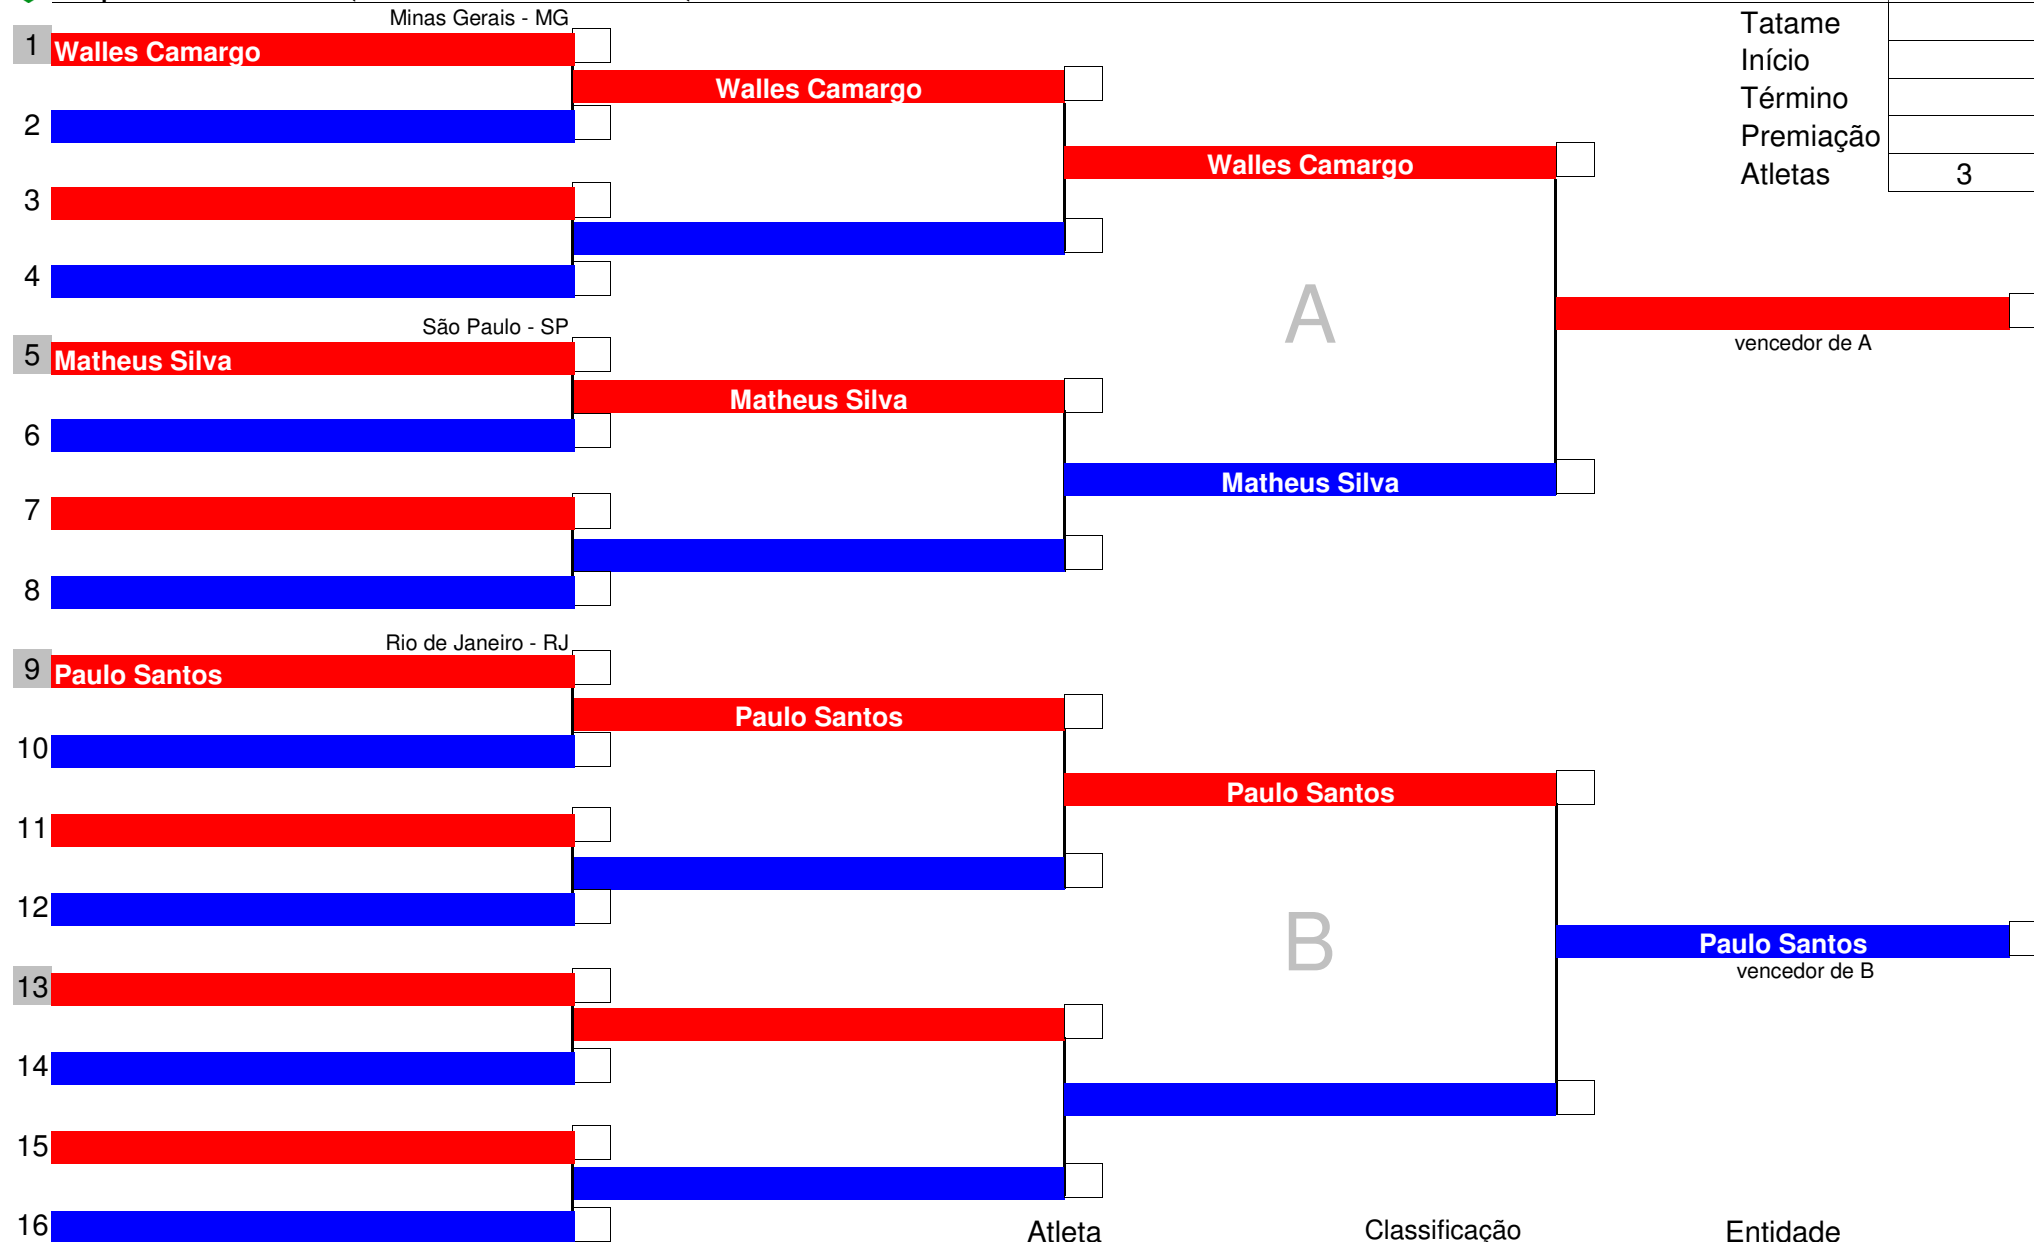 Minas Gerais - MG
Tatame
1 Walles Camargo
Início
Walles Camargo
Término
2
Premiação
Walles Camargo
Atletas 3
3
4
A
São Paulo - SP
vencedor de A
5 Matheus Silva
Matheus Silva
6
Matheus Silva
7
8
Rio de Janeiro - RJ
9 Paulo Santos
Paulo Santos
10
Paulo Santos
11
12
B
Paulo Santos
vencedor de B
13
14
15
16
Atleta Classificação Entidade